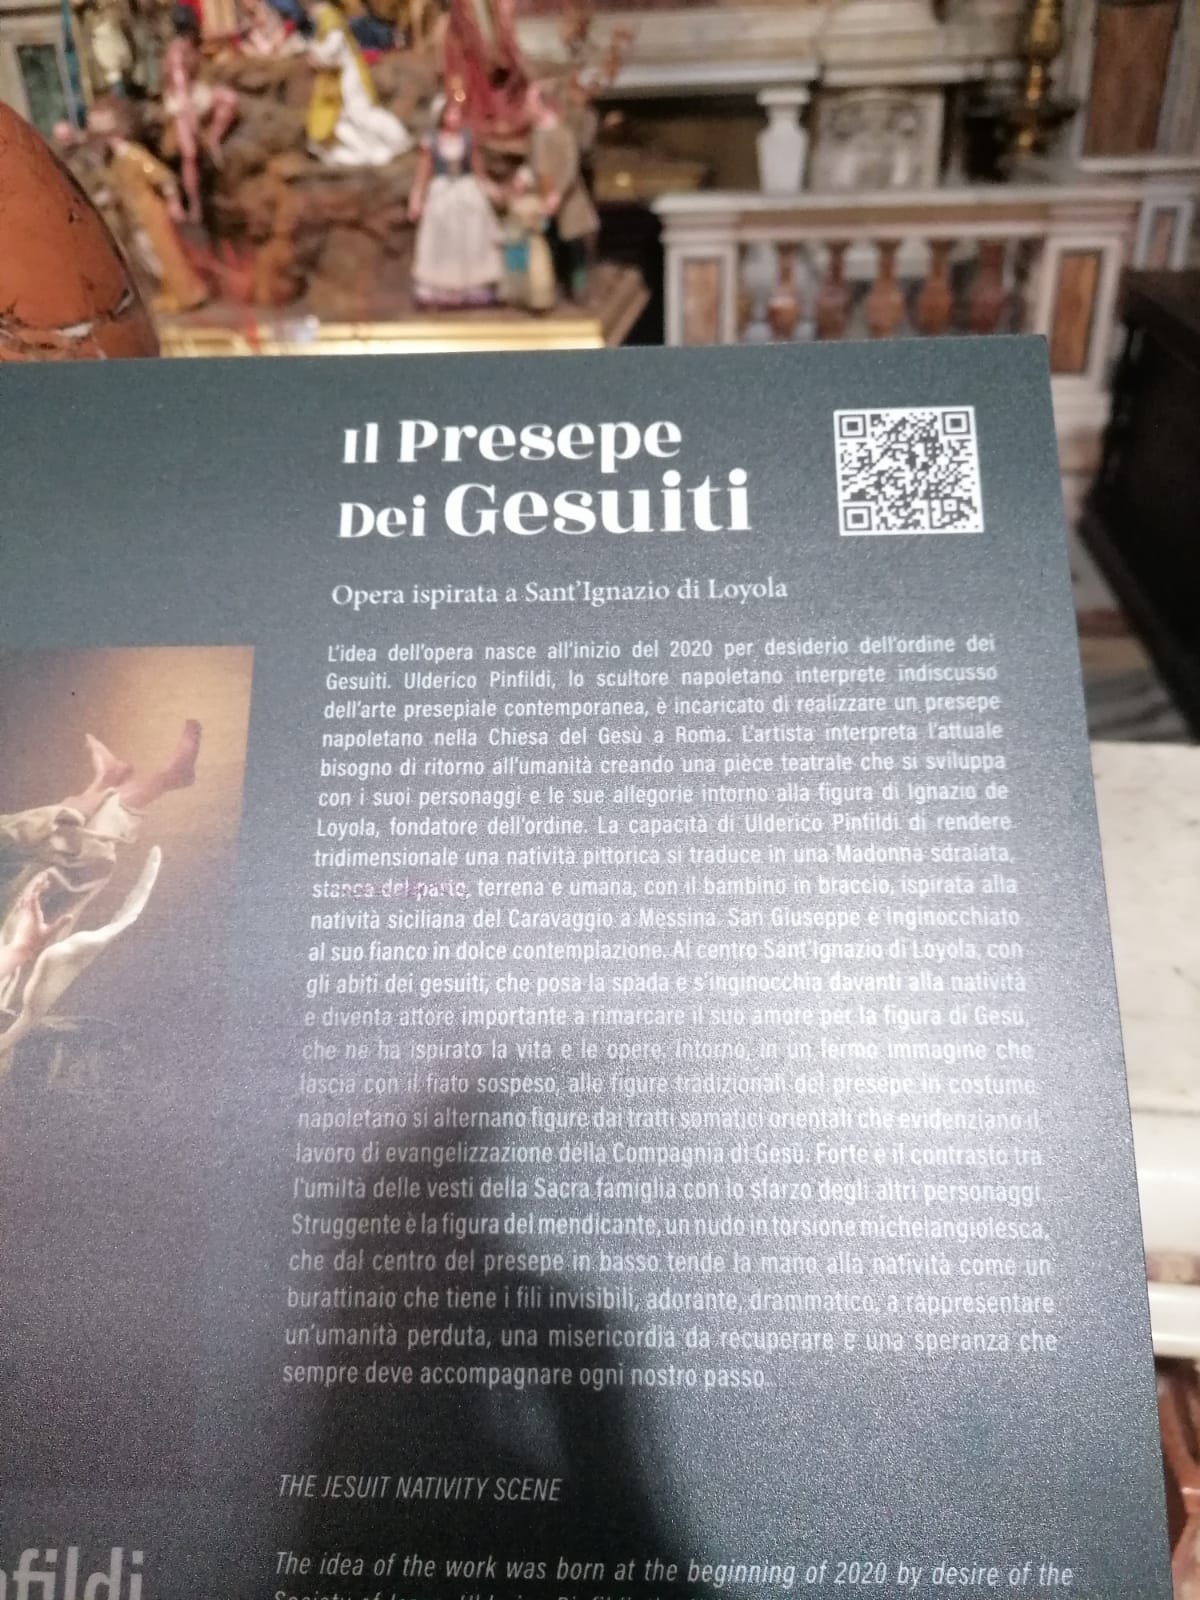 Il Presepe
Dei Gesuiti
Opera ispirata a Sant'Ignazio di Loyola
L'idea dell'opera nasce all'inizio del 2020 per desiderio dell'ordine dei
Gesuiti. Ulderico Pinfildi, lo scultore napoletano interprete indiscusso
dell'arte presepiale contemporanea, è incaricato di realizzare un presepe
napoletano nella Chiesa del Gesù a Roma. L'artista interpreta l'attuale
bisogno di ritorno all'umanità creando una pièce teatrale che si sviluppa
con i suoi personaggi e le sue allegorie intorno alla figura di Ignazio de
Loyola, fondatore dell'ordine. La capacità di Ulderico Pinfildi di rendere
tridimensionale una natività pittorica si traduce in una Madonna sdraiata,
stanca del parto, terrena e umana, con il bambino in braccio, ispirata alla
natività siciliana del Caravaggio a Messina. San Giuseppe è inginocchiato
al suo fianco in dolce contemplazione. Al centro Sant'Ignazio di Loyola, con
gli abiti dei gesuiti, che posa la spada e s'inginocchia davanti alla natività
e diventa attore importante a rimarcare il suo amore per la figura di Gesù,
che ne ha ispirato la vita e le opere. Intorno, in un fermo immagine che
lascia con il fiato sospeso, alle figure tradizionali del presepe in costume
napoletano si alternano figure dai tratti somatici orientali che evidenziano il
lavoro di evangelizzazione della Compagnia di Gesù. Forte è il contrasto tra
l'umiltà delle vesti della Sacra famiglia con lo sfarzo degli altri personaggi.
Struggente è la figura del mendicante, un nudo in torsione michelangiolesca,
che dal centro del presepe in basso tende la mano alla natività come un
burattinaio che tiene i fili invisibili, adorante, drammatico, a rappresentare
un'umanità perduta, una misericordia da recuperare e una speranza che
sempre deve accompagnare ogni nostro passo.
THE JESUIT NATIVITY SCENE
fildi
The idea of the work was born at the beginning of 2020 by desire of the